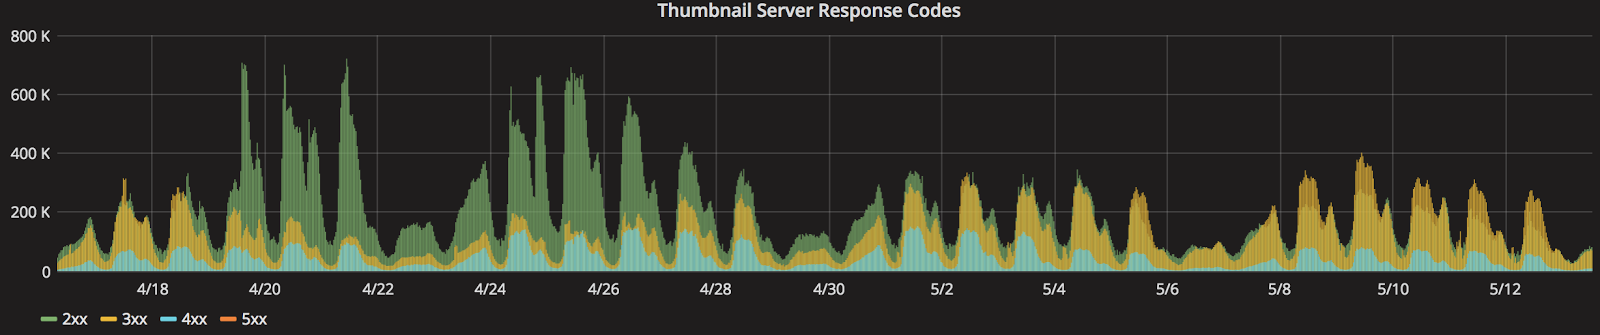 Thumbnail Server Response Codes
800 K
600 K
400 K
200 K
0
4/18 4/20 4/22 4/24 4/26 4/28 4/30 5/2 5/4 5/6 5/8 5/10 5/12
2xx 3xx 4xx 5xx